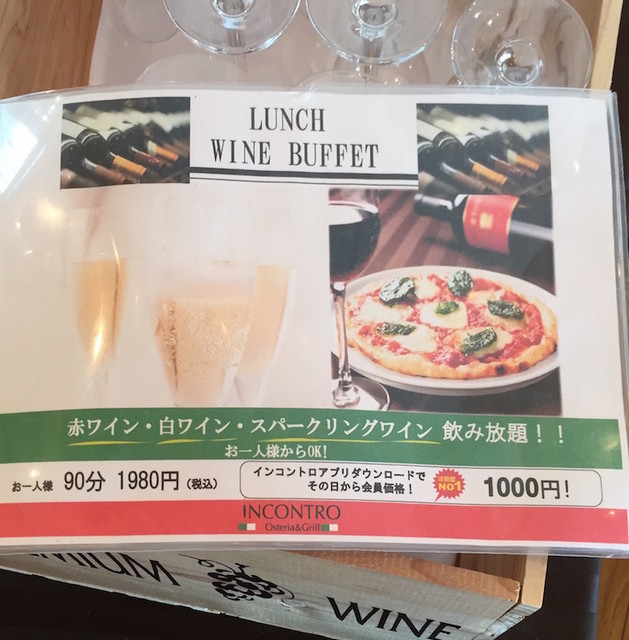 LUNCH
WINE BUFFET
赤ワイン・白ワイン・スパークリングワイン 飲み放題！！
お一人様からOK!
お一人様 90分 1980円(税込)
インコントロアプリダウンロードで
その日から会員価格！
NO1
1000円!
INCONTRO
Osteria&Grill
WINE